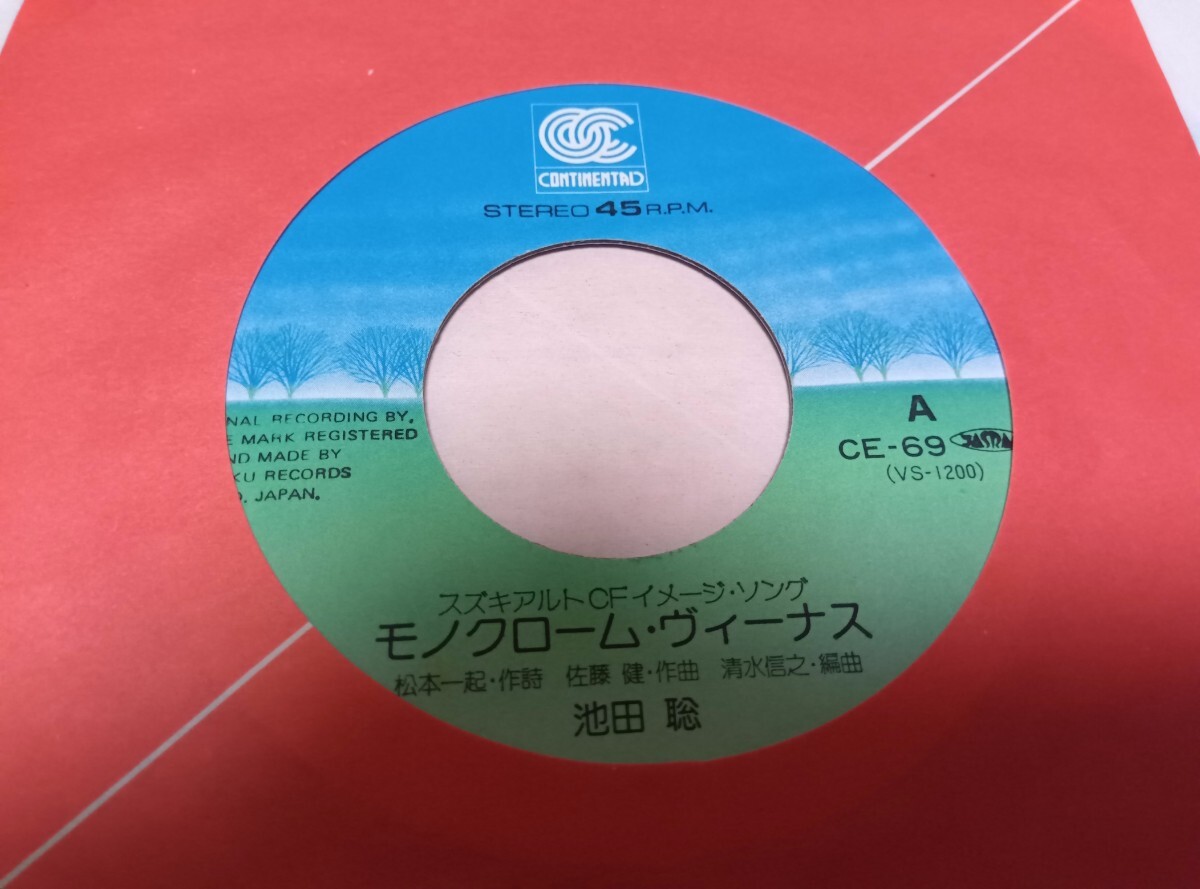 CONTINENTAL
STEREO 45 R.P.M.
NAL RECORDING BY,
E MARK REGISTERED
ND MADE BY
KU RECORDS
JAPAN.
A
CE-69
(VS-1200)
スズキアルトCFイメージ・ソング
モノクローム・ヴィーナス
松本一起・作詩 佐藤 健・作曲 清水信之・編曲
池田 聡